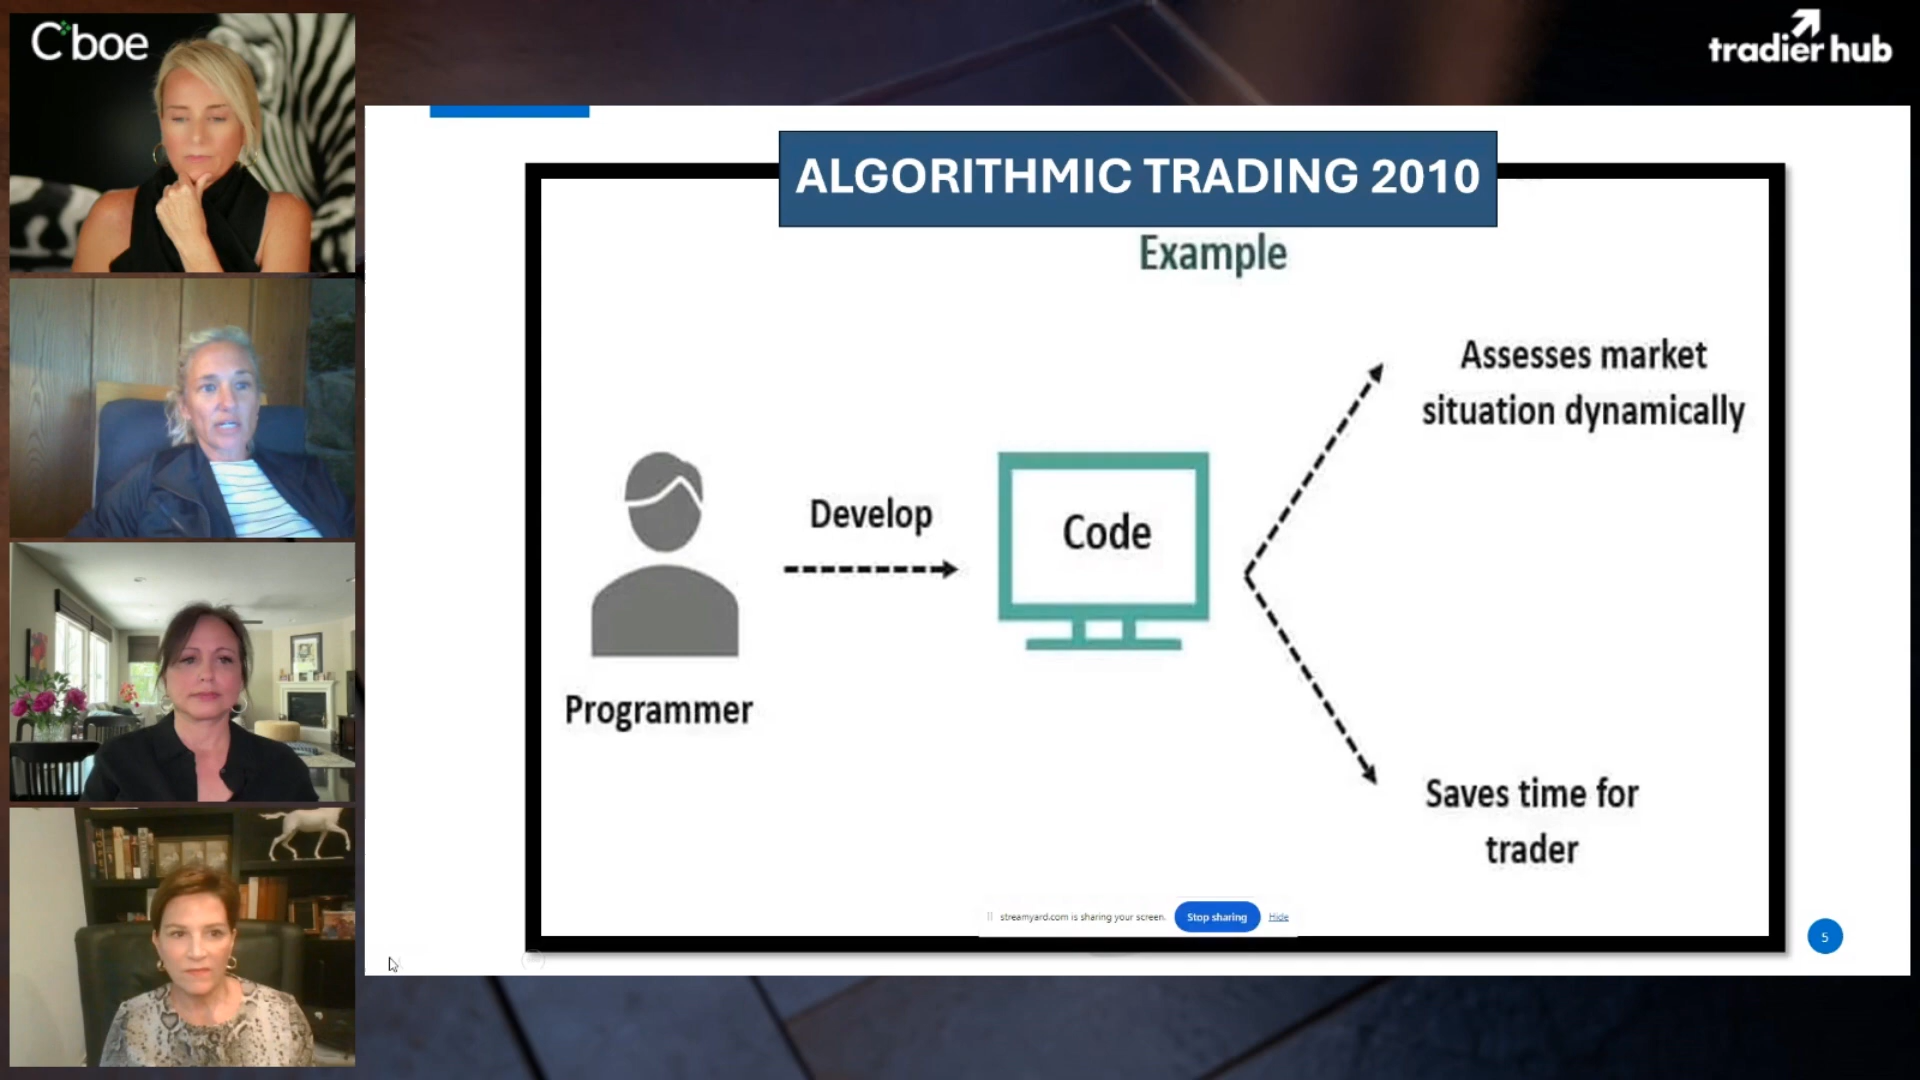 Cboe
tradier hub
ALGORITHMIC TRADING 2010
Example
Assesses market
situation dynamically
Develop
Code
Programmer
Saves time for
trader
streamyard.com is sharing your screen.
Stop sharing
Hide
5